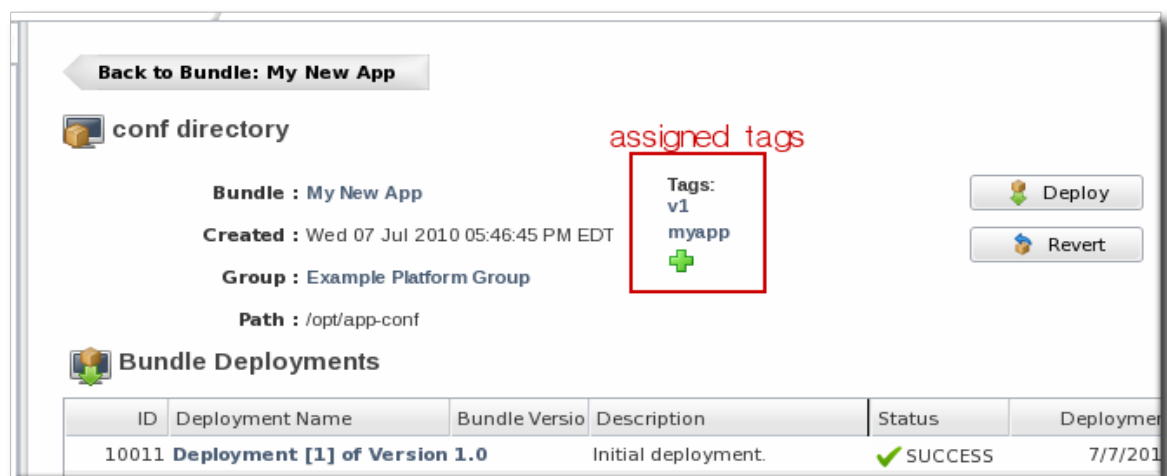 Back to Bundle: My New App
conf directory
assigned tags
Bundle : My New App
Tags:
v1
myapp
Deploy
Created : Wed 07 Jul 2010 05:46:45 PM EDT
Revert
Group : Example Platform Group
Path : /opt/app-conf
Bundle Deployments
ID Deployment Name Bundle Versio Description Status Deploymer
10011 Deployment [1] of Version 1.0 Initial deployment. SUCCESS 7/7/201